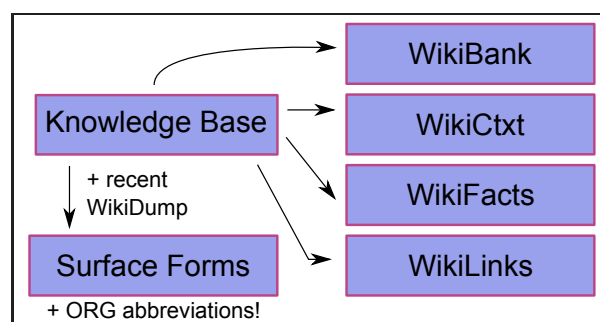 WikiBank
Knowledge Base
WikiCtxt
+ recent
WikiDump
WikiFacts
Surface Forms
WikiLinks
+ ORG abbreviations!